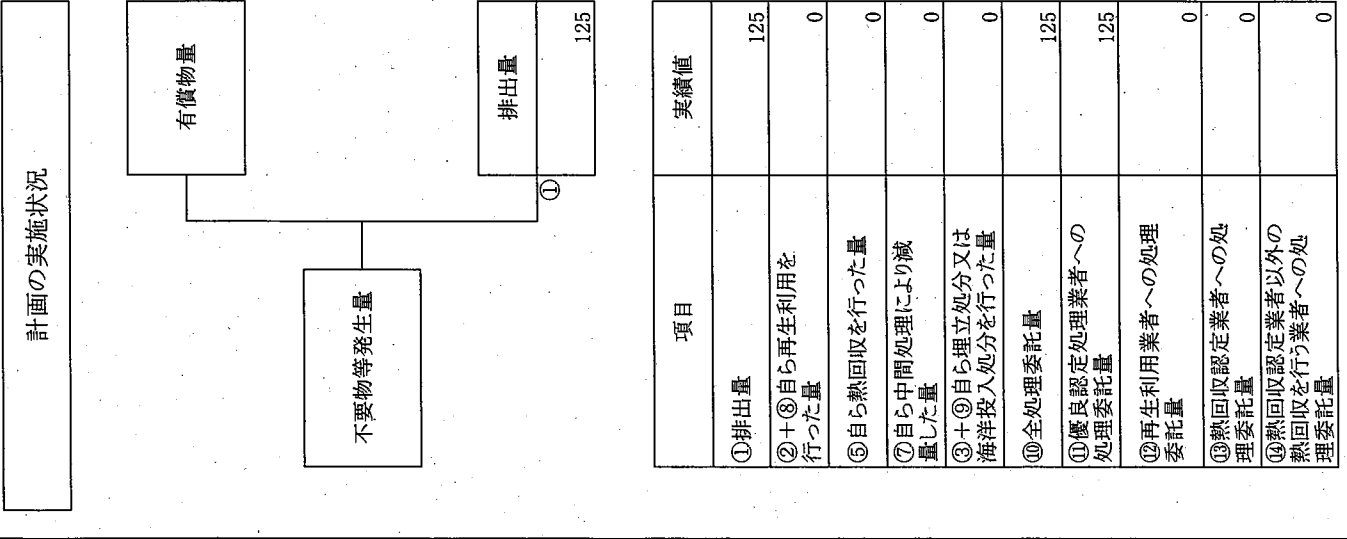 計画の実施状況
有償物量
不要物等発生量
排出量
①
125
項目
実績値
①排出量
125
②+⑧自ら再生利用を
行った量
0
⑤自ら熱回収を行った量
0
⑦自ら中間処理により減
量した量
0
③+⑨自ら埋立処分又は
海洋投入処分を行った量
0
⑩全処理委託量
125
⑪優良認定処理業者への
処理委託量
125
⑫再生利用業者への処理
委託量
0
⑬熱回収認定業者への処
理委託量
0
⑭熱回収認定業者以外の
熱回収を行う業者への処
理委託量
0